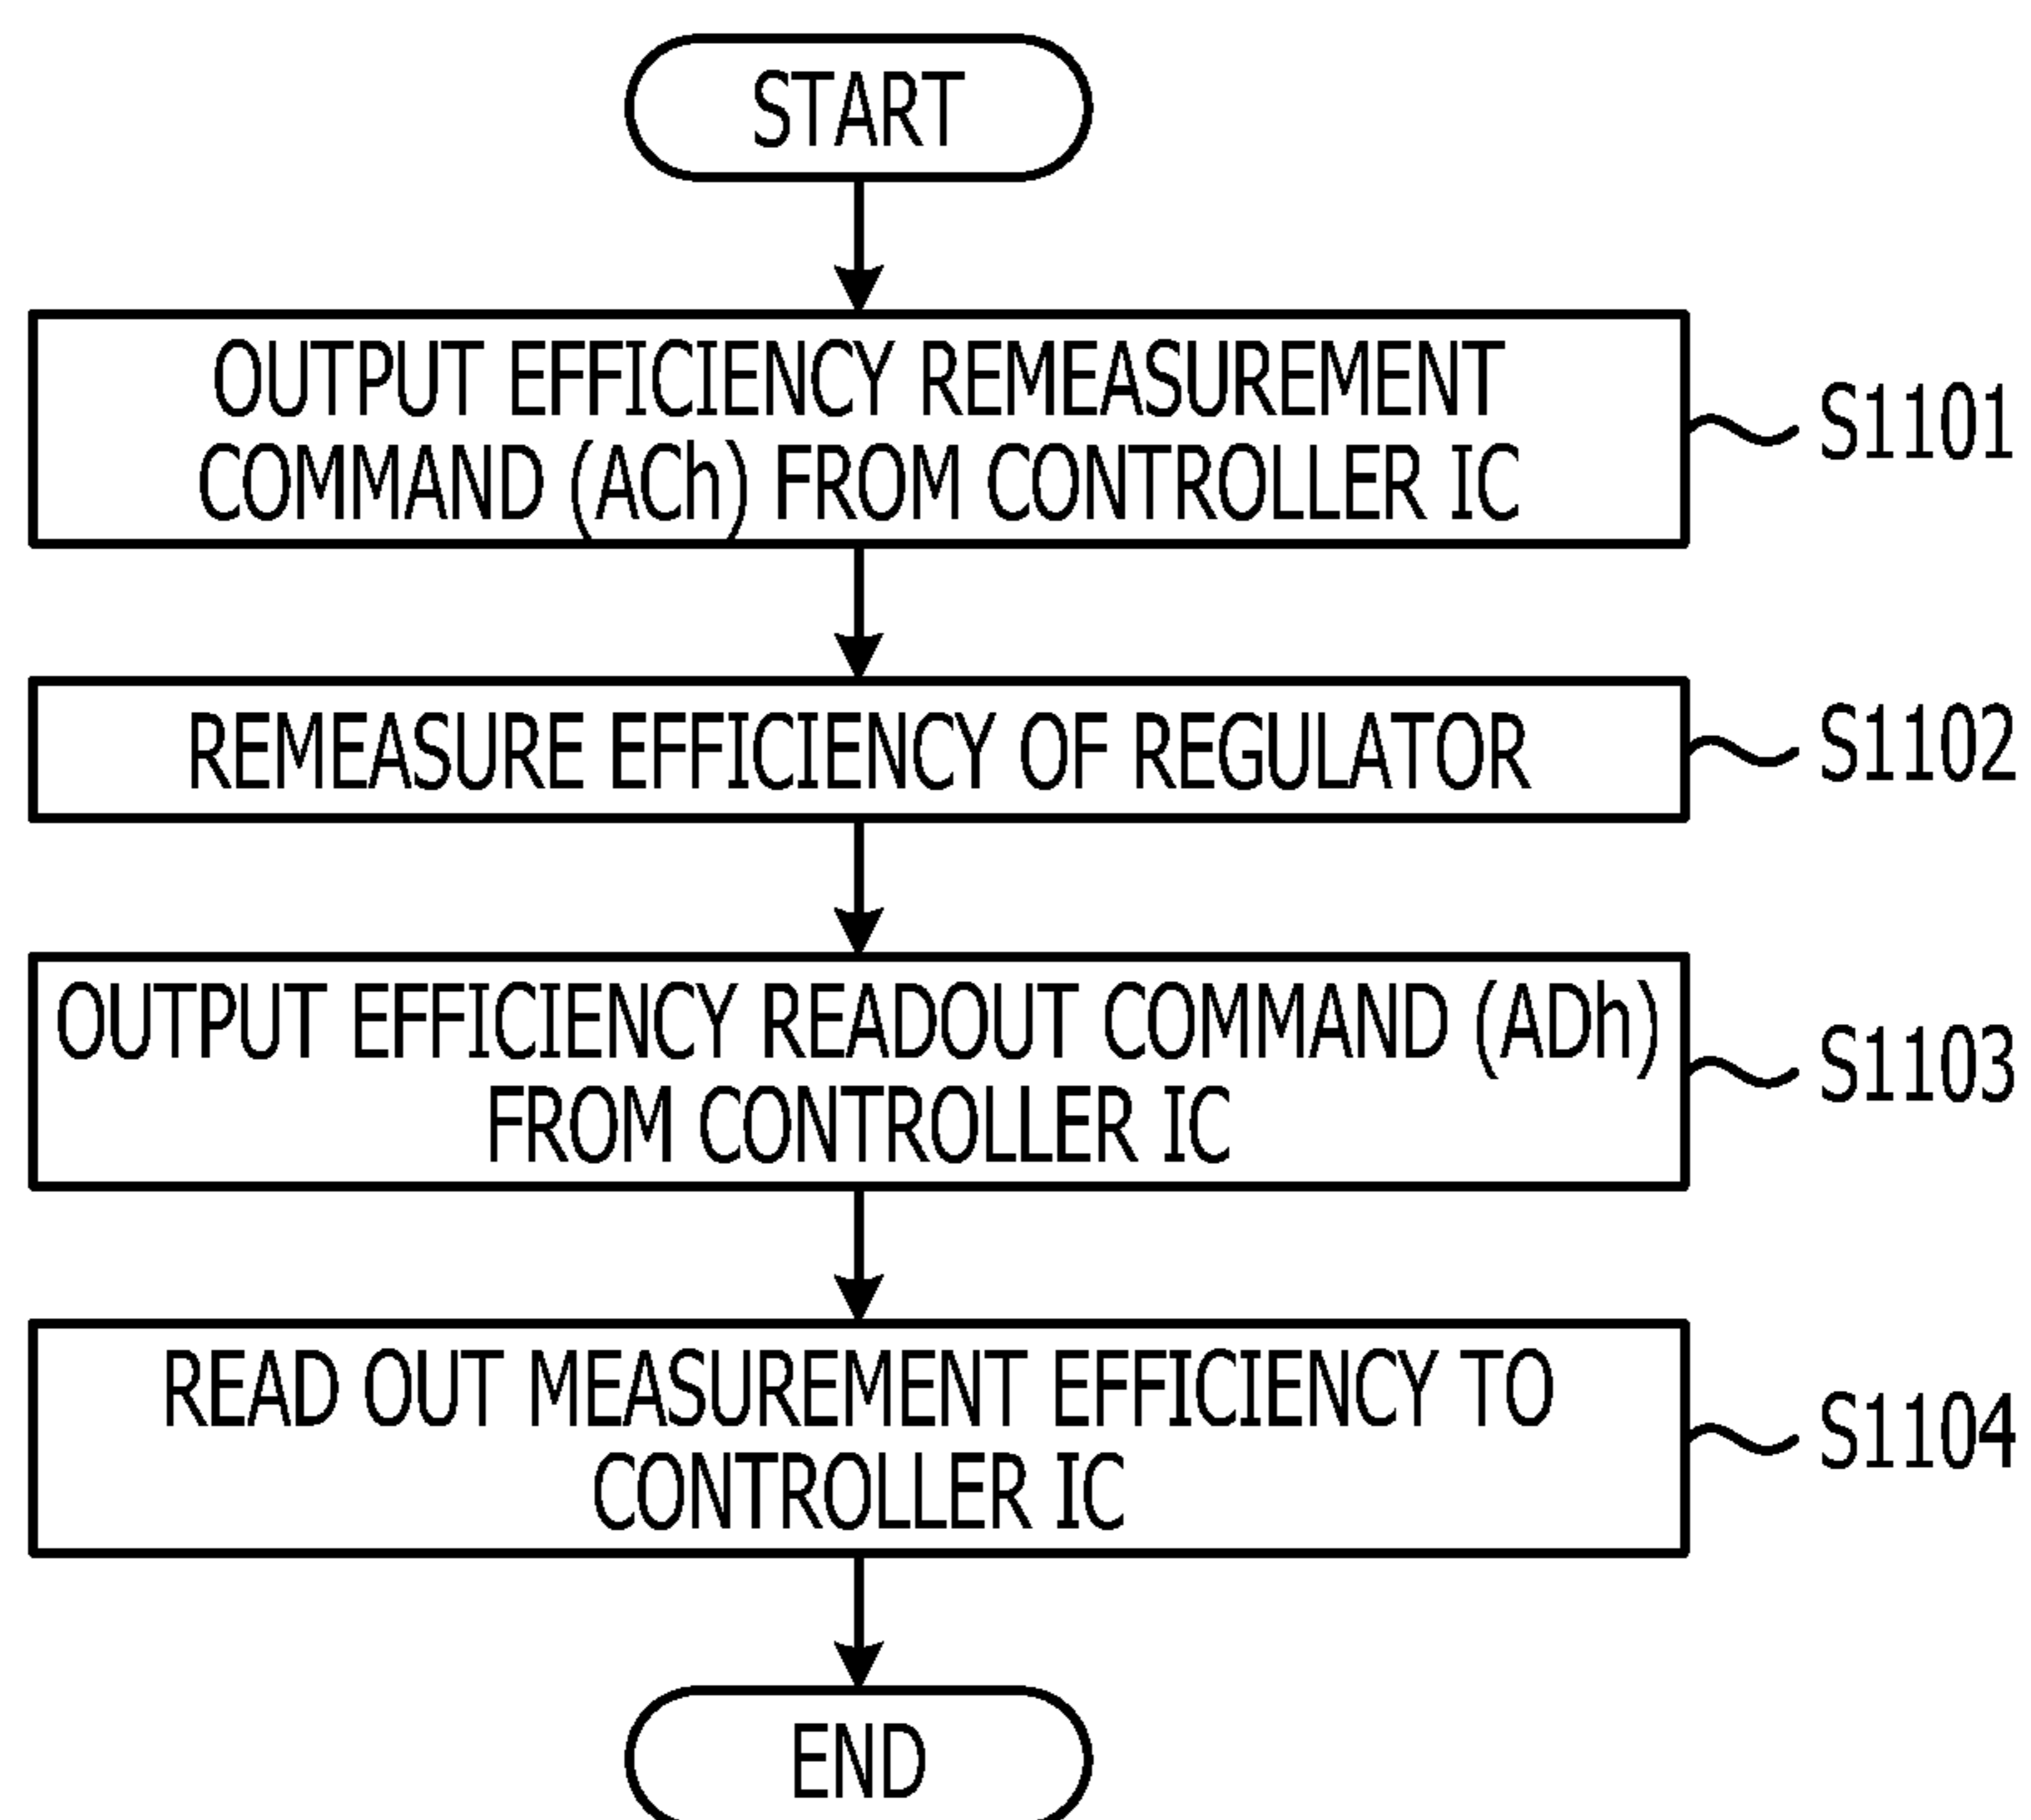 START
OUTPUT EFFICIENCY REMEASUREMENT
COMMAND (ACh) FROM CONTROLLER IC
S1101
REMEASURE EFFICIENCY OF REGULATOR
S1102
OUTPUT EFFICIENCY READOUT COMMAND (ADh)
FROM CONTROLLER IC
S1103
READ OUT MEASUREMENT EFFICIENCY TO
CONTROLLER IC
S1104
END